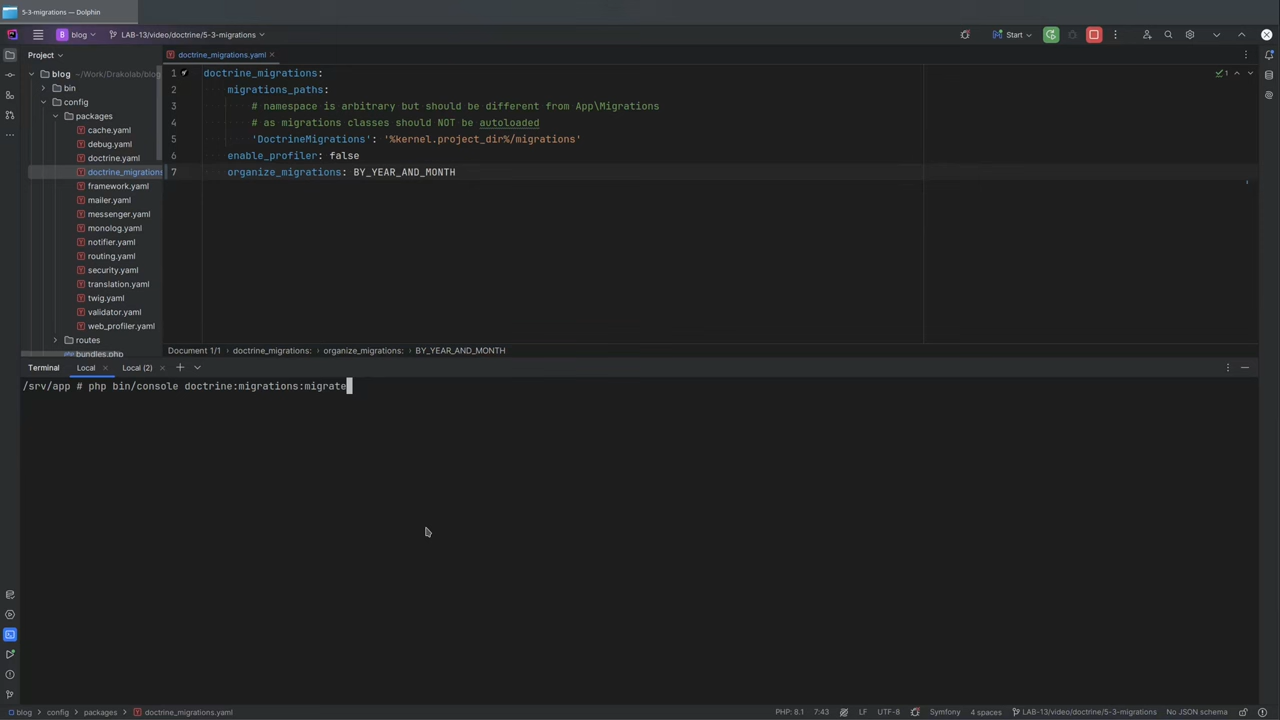 5-3-migrations — Dolphin
B blog LAB-13/video/doctrine/5-3-migrations Start
Project doctrine_migrations.yaml
blog ~/Work/Drakolab/blog
bin
config
packages
cache.yaml
debug.yaml
doctrine.yaml
doctrine_migrations
framework.yaml
mailer.yaml
messenger.yaml
monolog.yaml
notifier.yaml
routing.yaml
security.yaml
translation.yaml
twig.yaml
validator.yaml
web_profiler.yaml
routes
bundles.php
1 doctrine_migrations: 1
2 migrations_paths:
3 # namespace is arbitrary but should be different from App\Migrations
4 # as migrations classes should NOT be autoloaded
5 'DoctrineMigrations': '%kernel.project_dir%/migrations'
6 enable_profiler: false
7 organize_migrations: BY_YEAR_AND_MONTH
Document 1/1 doctrine_migrations: organize_migrations: BY_YEAR_AND_MONTH
Terminal Local Local (2)
/srv/app # php bin/console doctrine:migrations:migrate
blog config packages doctrine_migrations.yaml PHP: 8.1 7:43 LF UTF-8 Symfony 4 spaces LAB-13/video/doctrine/5-3-migrations No JSON schema